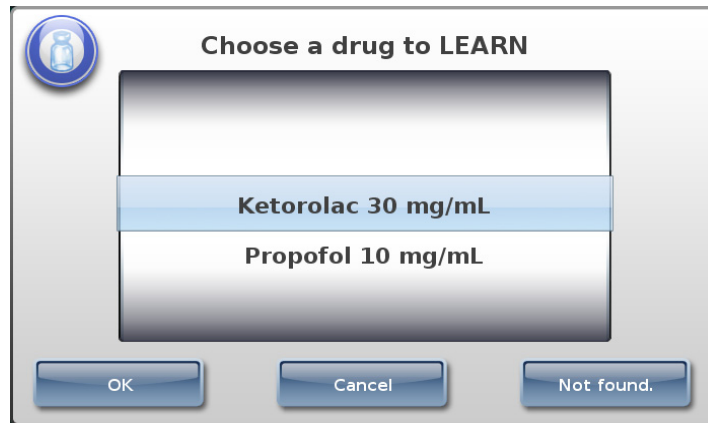 Choose a drug to LEARN
Ketorolac 30 mg/mL
Propofol 10 mg/mL
OK
Cancel
Not found.